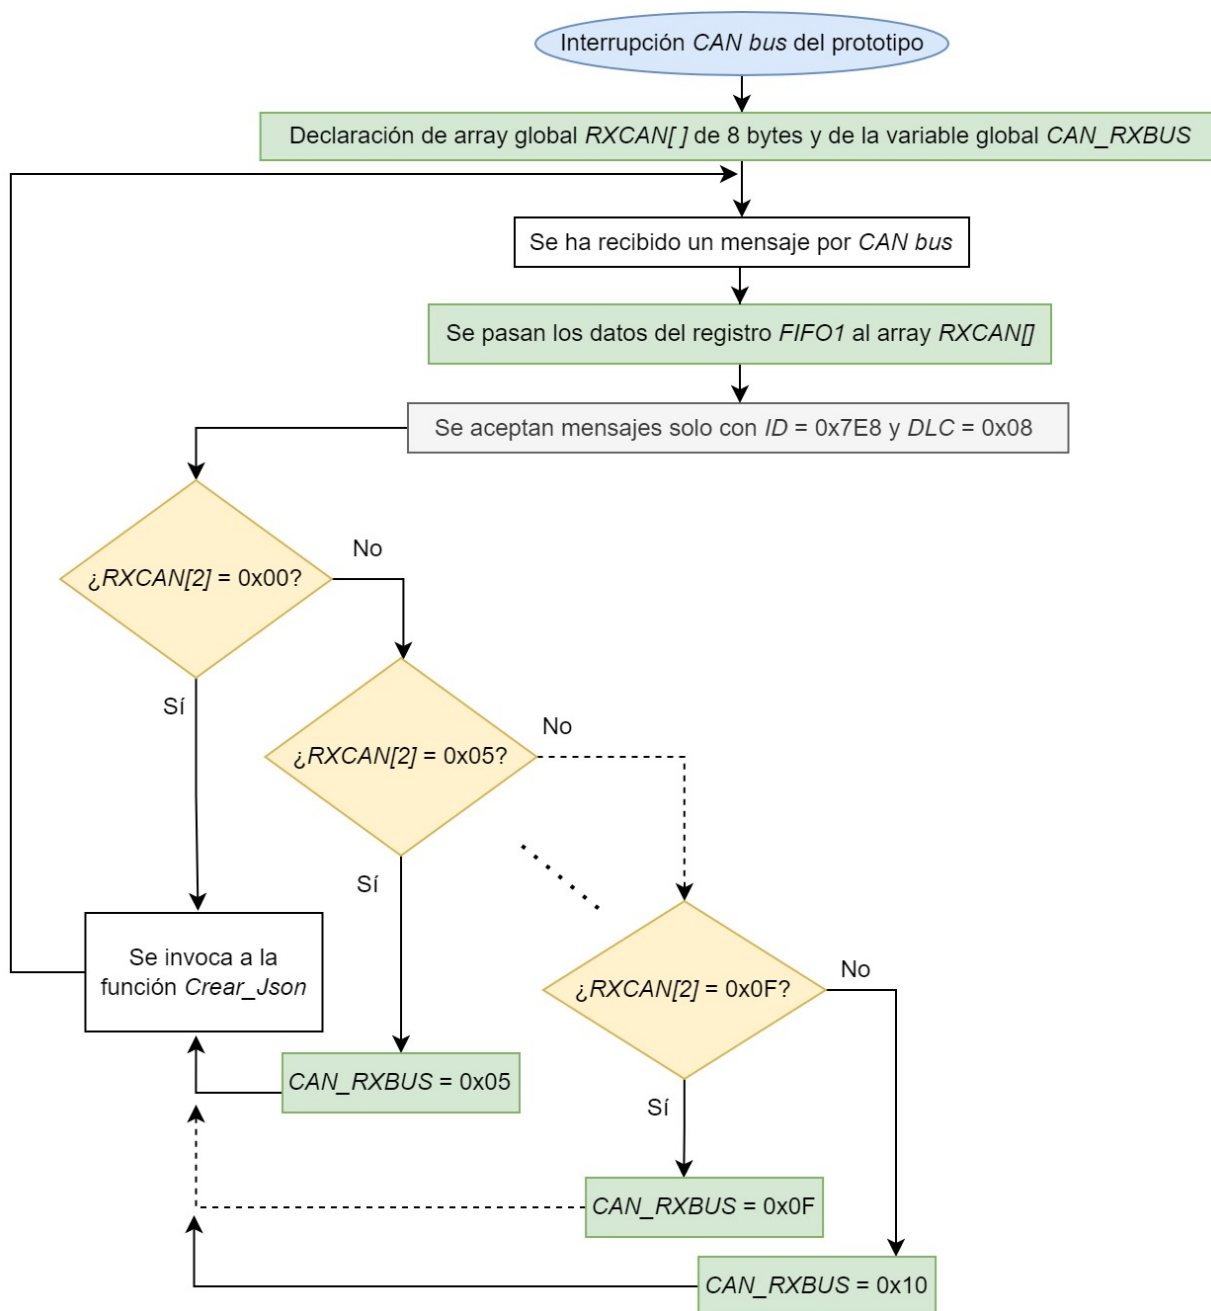 Interrupción CAN bus del prototipo
Declaración de array global RXCAN[ ] de 8 bytes y de la variable global CAN_RXBUS
Se ha recibido un mensaje por CAN bus
Se pasan los datos del registro FIFO1 al array RXCAN[]
Se aceptan mensajes solo con ID = 0x7E8 y DLC = 0x08
¿RXCAN[2] = 0x00?
No
Sí
¿RXCAN[2] = 0x05?
No
Sí
Se invoca a la
función Crear_Json
¿RXCAN[2] = 0x0F?
No
CAN_RXBUS = 0x05
Sí
CAN_RXBUS = 0x0F
CAN_RXBUS = 0x10